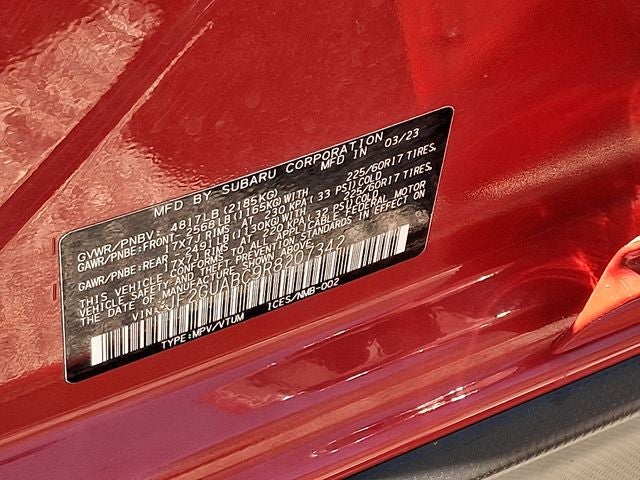 MFD BY-SUBARU CORPORATION
MFD IN 03/23
GVWR/PNBV: 4817LB (2185KG)
GAWR/PNBE-FRONT: 2568LB (1165KG) WITH 225/60R17 TIRES,
17X7J RIMS AT 230 KPA (33 PSI) COLD
GAWR/PNBE:REAR 2491LB (1130KG) WITH 225/60R17 TIRES,
17X7J RIMS AT 220 KPA (32 PSI) COLD
THIS VEHICLE CONFORMS TO ALL APPLICABLE FEDERAL MOTOR
VEHICLE SAFETY AND THEFT PREVENTION STANDARDS IN EFFECT ON
THE DATE OF MANUFACTURE SHOWN ABOVE.
VIN: 2GUABC9R8207342
TYPE:MPV/VTUM ICES/NMB-002